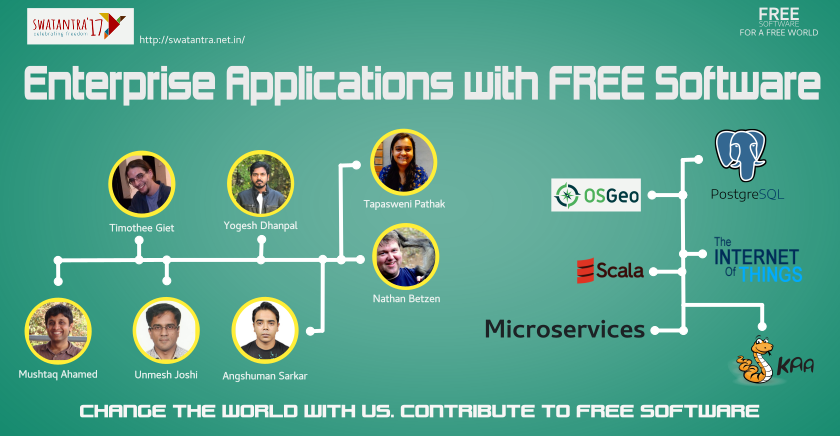 SWATANTRA'17
celebrating freedom
http://swatantra.net.in/
FREE
SOFTWARE
FOR A FREE WORLD
Enterprise Applications with FREE Software
Timothee Giet
Yogesh Dhanpal
Tapasweni Pathak
Nathan Betzen
Mushtaq Ahamed
Unmesh Joshi
Angshuman Sarkar
OSGeo
PostgreSQL
Scala
The
INTERNET
Of THINGS
Microservices
KAA
CHANGE THE WORLD WITH US. CONTRIBUTE TO FREE SOFTWARE